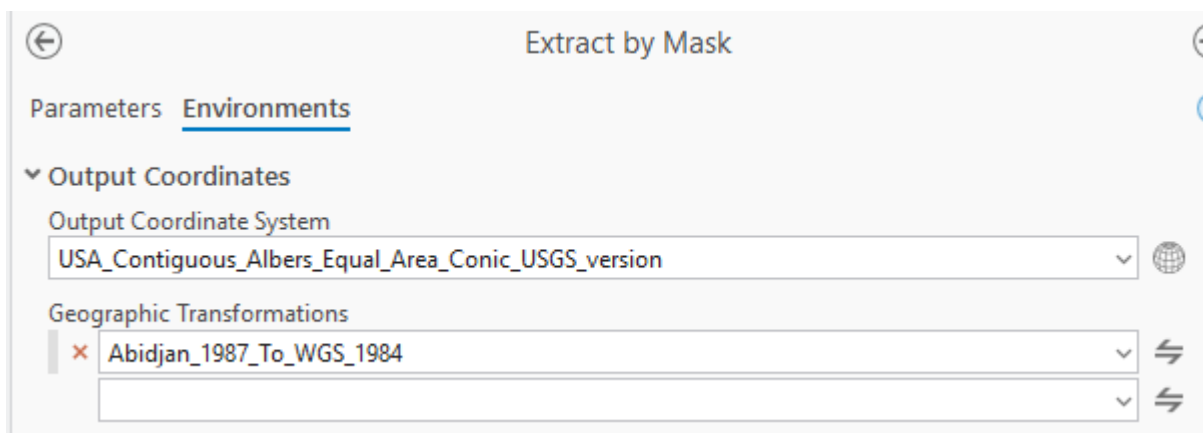 Extract by Mask
Parameters Environments
Output Coordinates
Output Coordinate System
USA_Contiguous_Albers_Equal_Area_Conic_USGS_version
Geographic Transformations
Abidjan_1987_To_WGS_1984